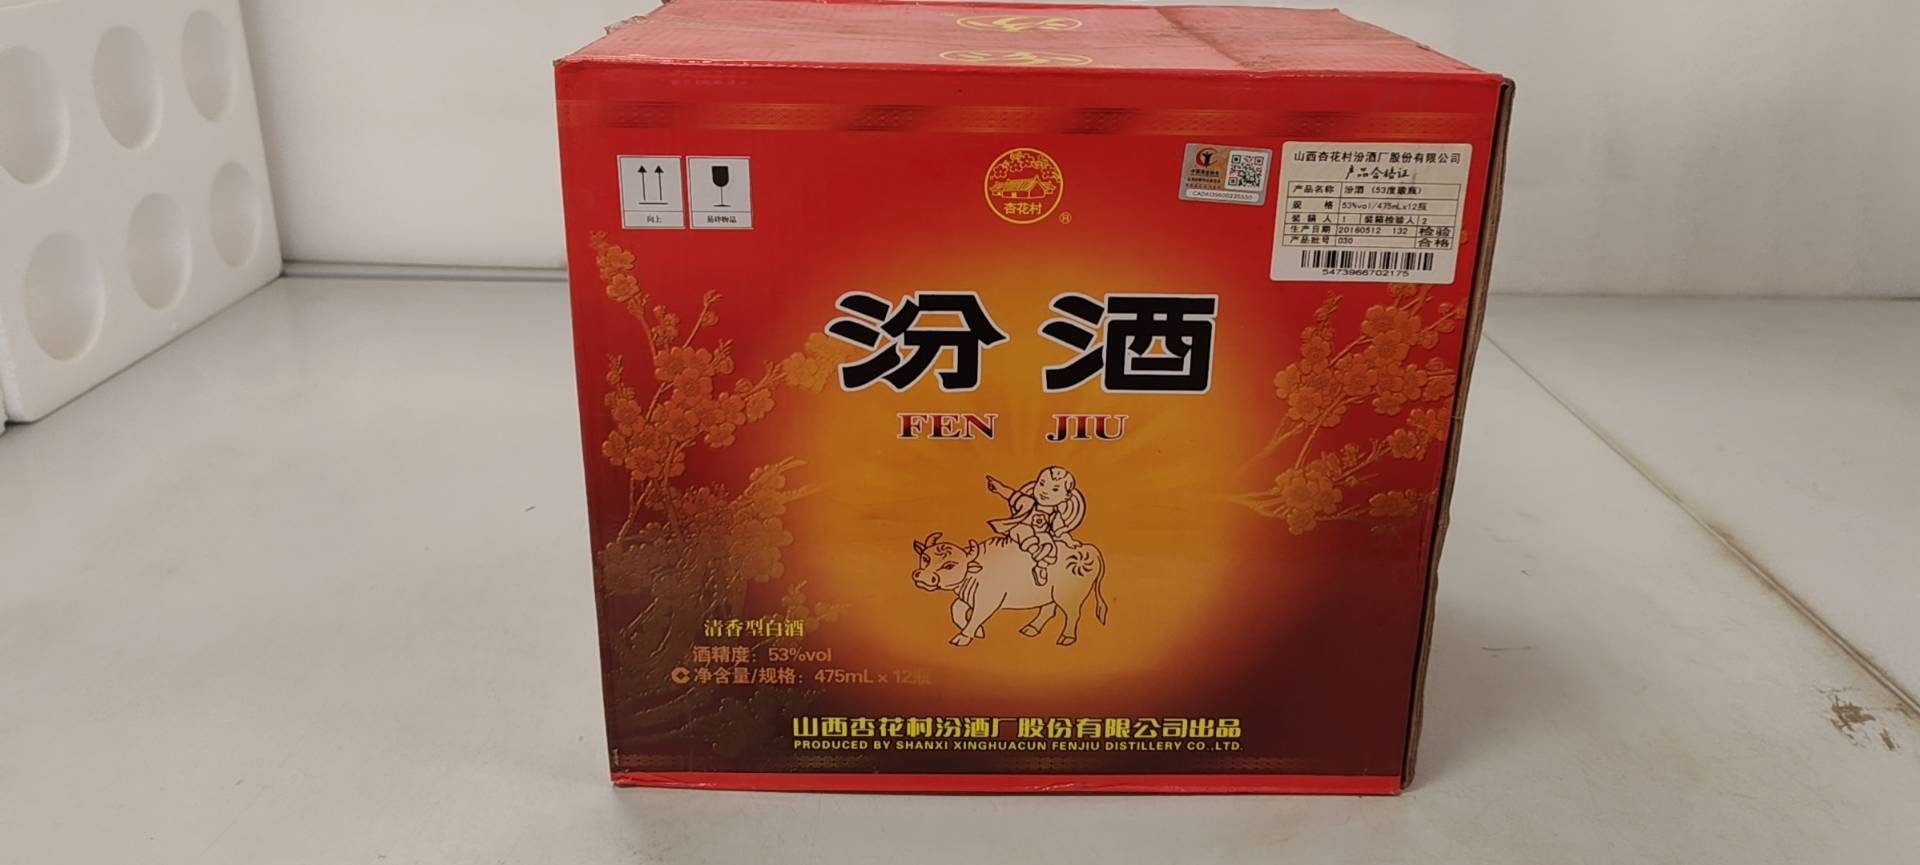 向上
易碎物品
杏花村
®
山西杏花村汾酒厂股份有限公司
产品合格证
产品名称 汾酒 (53度
规 格 53%vol/475mLx12瓶
装箱人 1 装箱检验人 2
生产日期 20160512 132 检验
产品批号 030 合格
5473966702175
汾酒
FEN JIU
清香型白酒
酒精度：53%vol
净含量/规格：475mL x 12瓶
山西杏花村汾酒厂股份有限公司出品
PRODUCED BY SHANXI XINGHUACUN FENJIU DISTILLERY CO.,LTD.